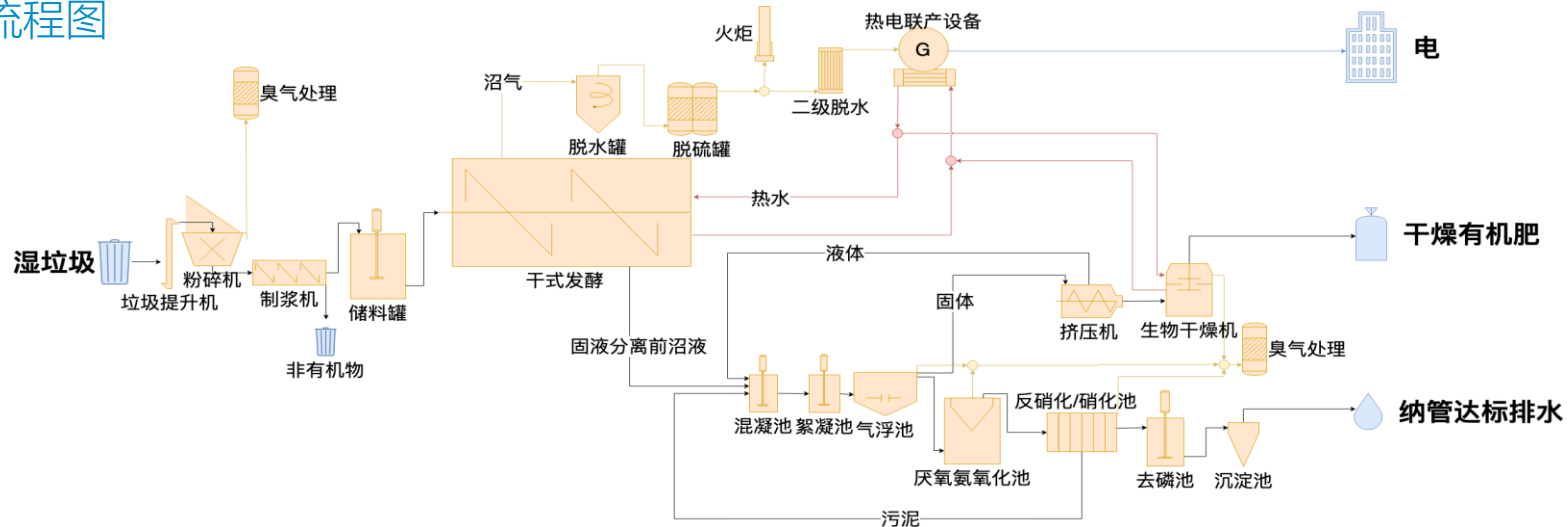 流程图
热电联产设备
火炬
G
电
臭气处理
沼气
二级脱水
脱水罐
脱硫罐
热水
干燥有机肥
液体
湿垃圾
粉碎机
垃圾提升机
制浆机
储料罐
干式发酵
固体
挤压机
生物干燥机
固液分离前沼液
臭气处理
非有机物
反硝化/硝化池
纳管达标排水
混凝池
絮凝池
气浮池
厌氧氨氧化池
去磷池
沉淀池
污泥